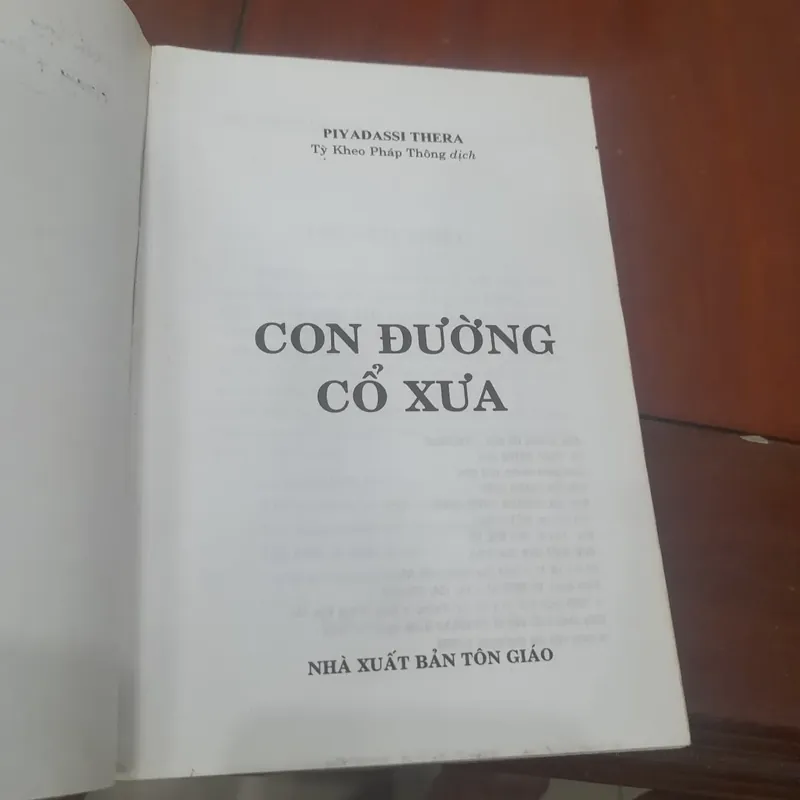 PIYADASSI THERA
Tỳ Kheo Pháp Thông dịch
CON ĐƯỜNG
CỔ XƯA
NHÀ XUẤT BẢN TÔN GIÁO